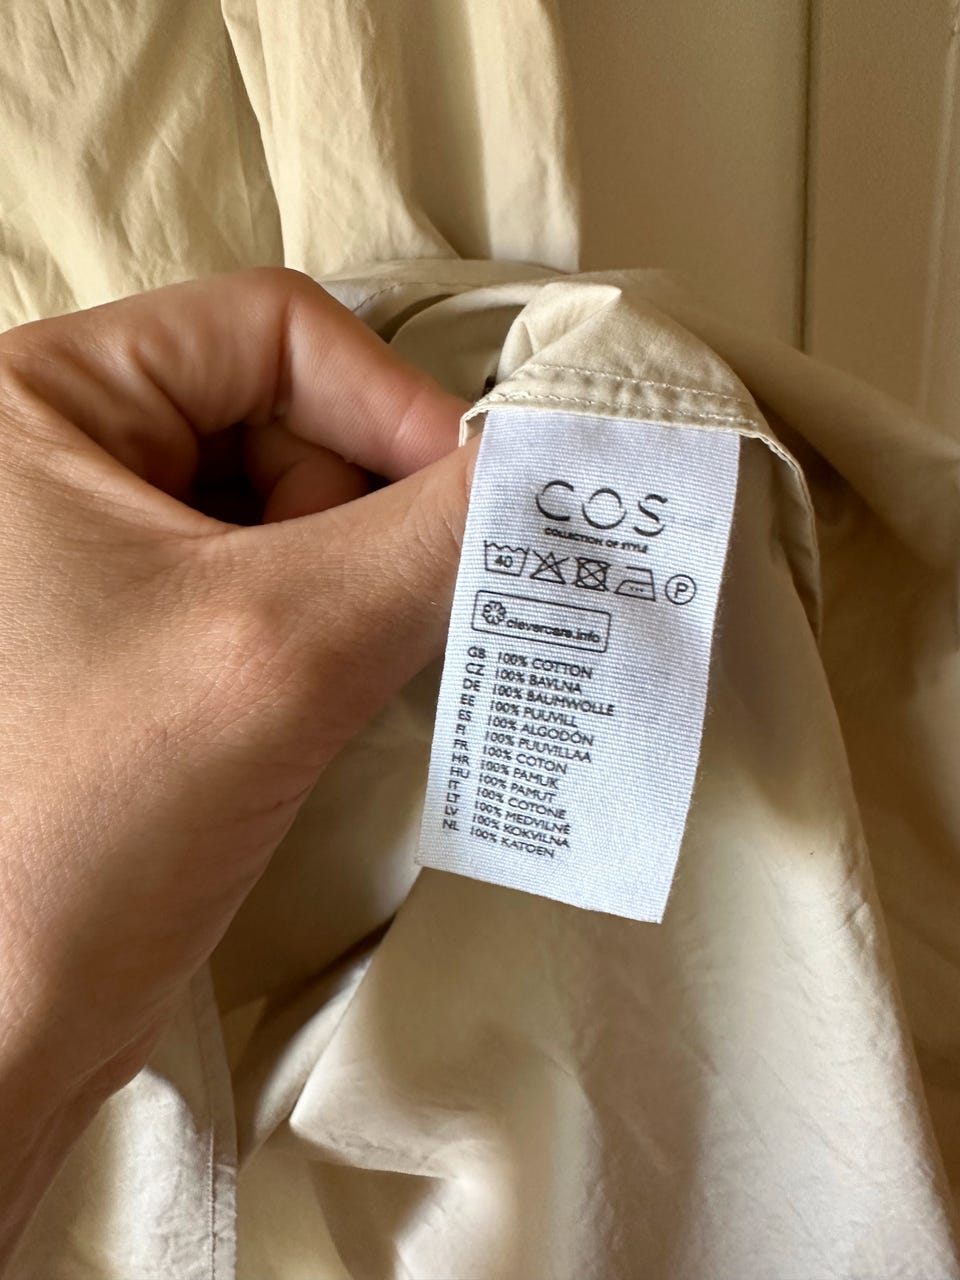 COS
COLLECTION OF STYLE
40 P
clevercare.info
GB 100% COTTON
CZ 100% BAVLNA
DE 100% BAUMWOLLE
EE 100% PUUVILL
ES 100% ALGODÓN
FI 100% PUUVILLAA
FR 100% COTON
HR 100% PAMUK
HU 100% PAMUT
IT 100% COTONE
LT 100% MEDVILNĖ
LV 100% KOKVILNA
NL 100% KATOEN